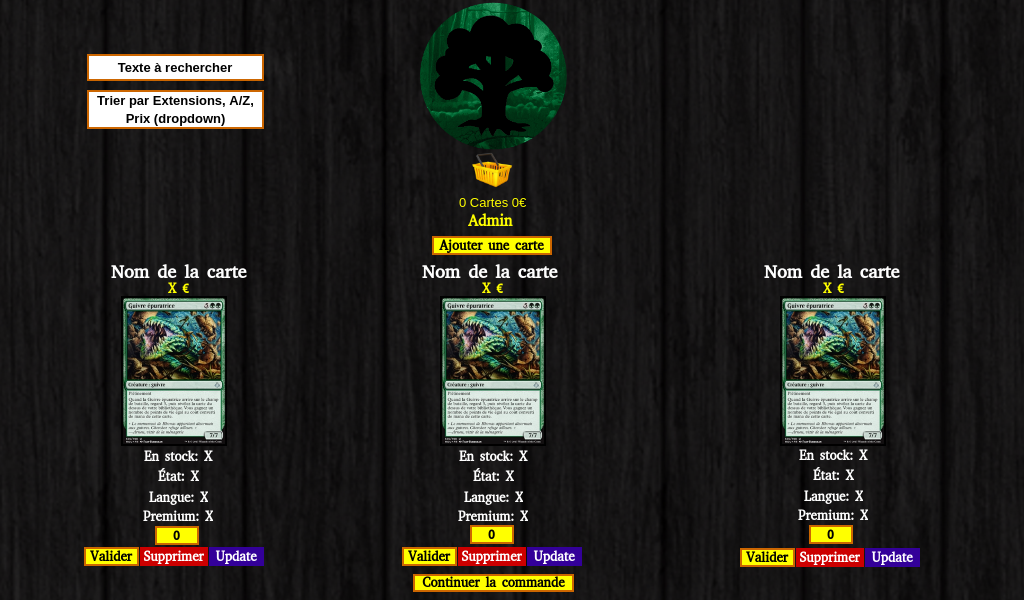 Texte à rechercher
Trier par Extensions, A/Z,
Prix (dropdown)
0 Cartes 0€
Admin
Ajouter une carte
Nom de la carte
X €
Guivre épuratrice
Créature : guivre
7/7
En stock: X
État: X
Langue: X
Premium: X
0
Valider Supprimer Update
Nom de la carte
X €
Guivre épuratrice
Créature : guivre
7/7
En stock: X
État: X
Langue: X
Premium: X
0
Valider Supprimer Update
Continuer la commande
Nom de la carte
X €
Guivre épuratrice
Créature : guivre
7/7
En stock: X
État: X
Langue: X
Premium: X
0
Valider Supprimer Update